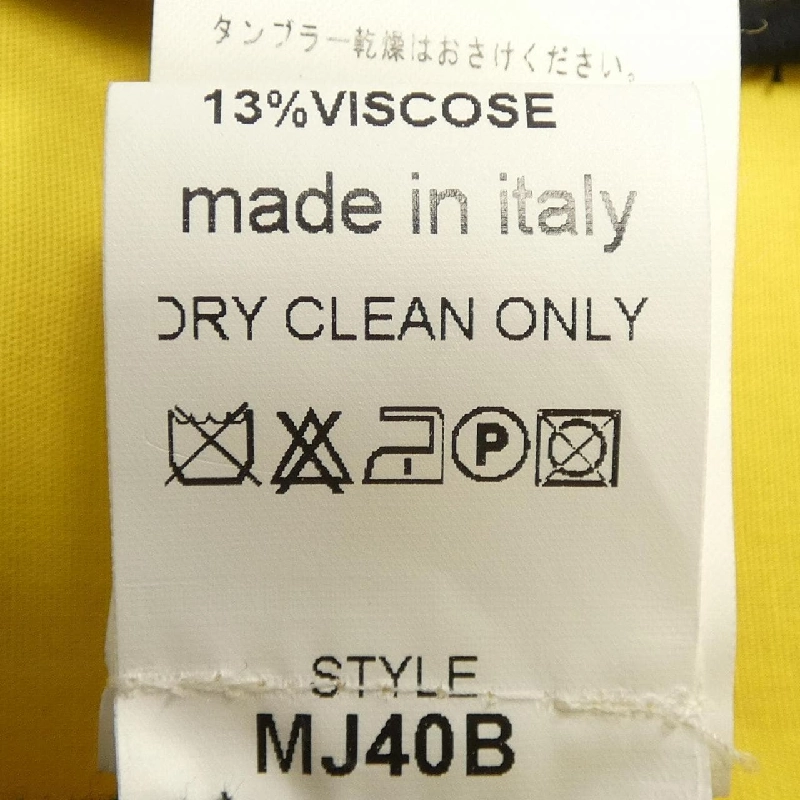 タンブラー乾燥はおさけください。
13%VISCOSE
made in italy
DRY CLEAN ONLY
P
STYLE
MJ40B